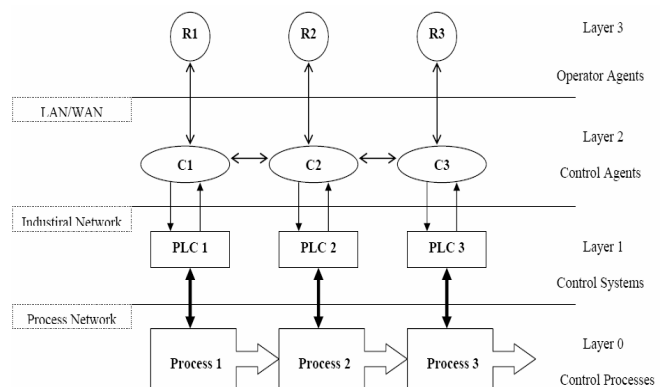 R1 R2 R3 Layer 3
Operator Agents
LAN/WAN
Layer 2
C1 C2 C3
Control Agents
Industiral Network
PLC 1 PLC 2 PLC 3 Layer 1
Control Systems
Process Network
Layer 0
Process 1 Process 2 Process 3
Control Processes